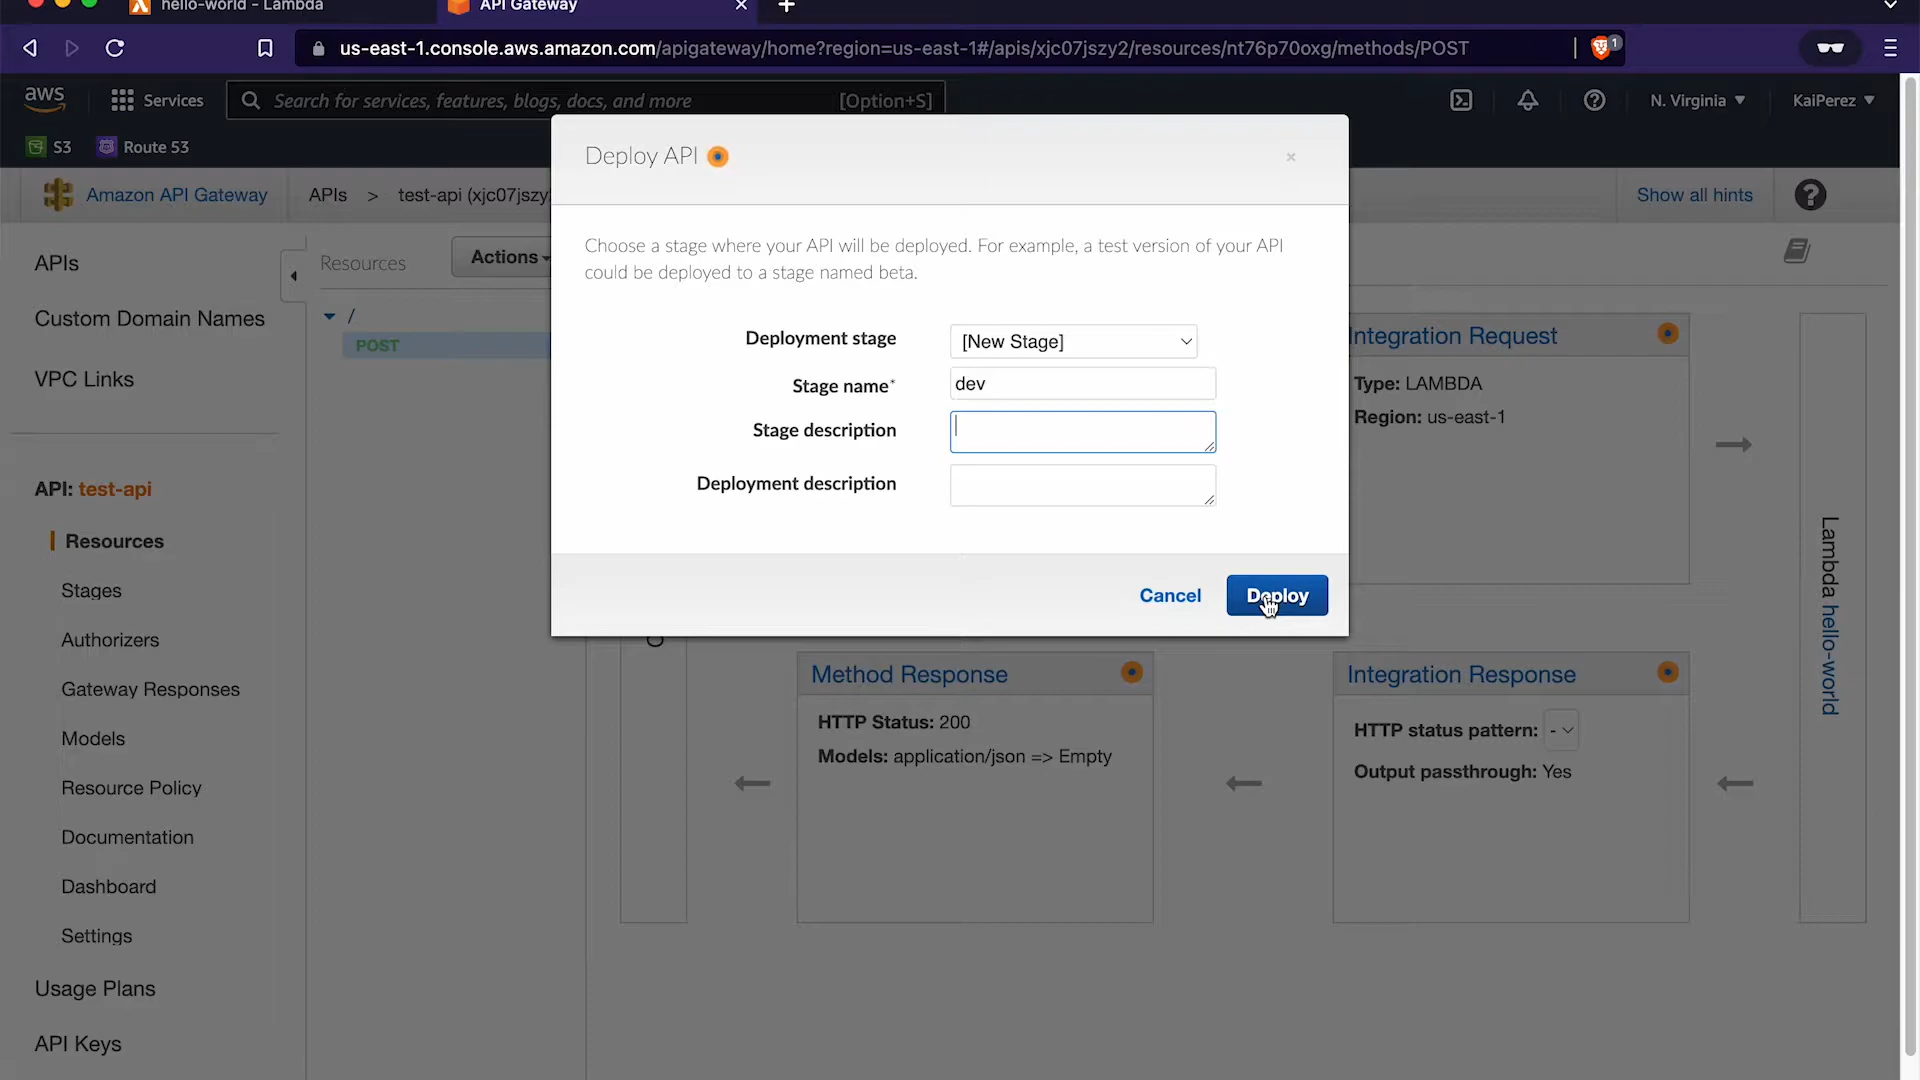 hello-world - Lambda
API Gateway
us-east-1.console.aws.amazon.com/apigateway/home?region=us-east-1#/apis/xjc07jszy2/resources/nt76p70oxg/methods/POST
1
aws
Services
Search for services, features, blogs, docs, and more
[Option+S]
N. Virginia
KaiPerez
S3
Route 53
Amazon API Gateway
APIs > test-api (xjc07jszy
Show all hints
APIs
Custom Domain Names
VPC Links
API: test-api
Resources
Stages
Authorizers
Gateway Responses
Models
Resource Policy
Documentation
Dashboard
Settings
Usage Plans
API Keys
Resources
Actions
/
POST
Deploy API
Choose a stage where your API will be deployed. For example, a test version of your API
could be deployed to a stage named beta.
Deployment stage
[New Stage]
Stage name*
dev
Stage description
Deployment description
Cancel
Deploy
Integration Request
Type: LAMBDA
Region: us-east-1
Lambda hello-world
Method Response
HTTP Status: 200
Models: application/json => Empty
Integration Response
HTTP status pattern: -
Output passthrough: Yes